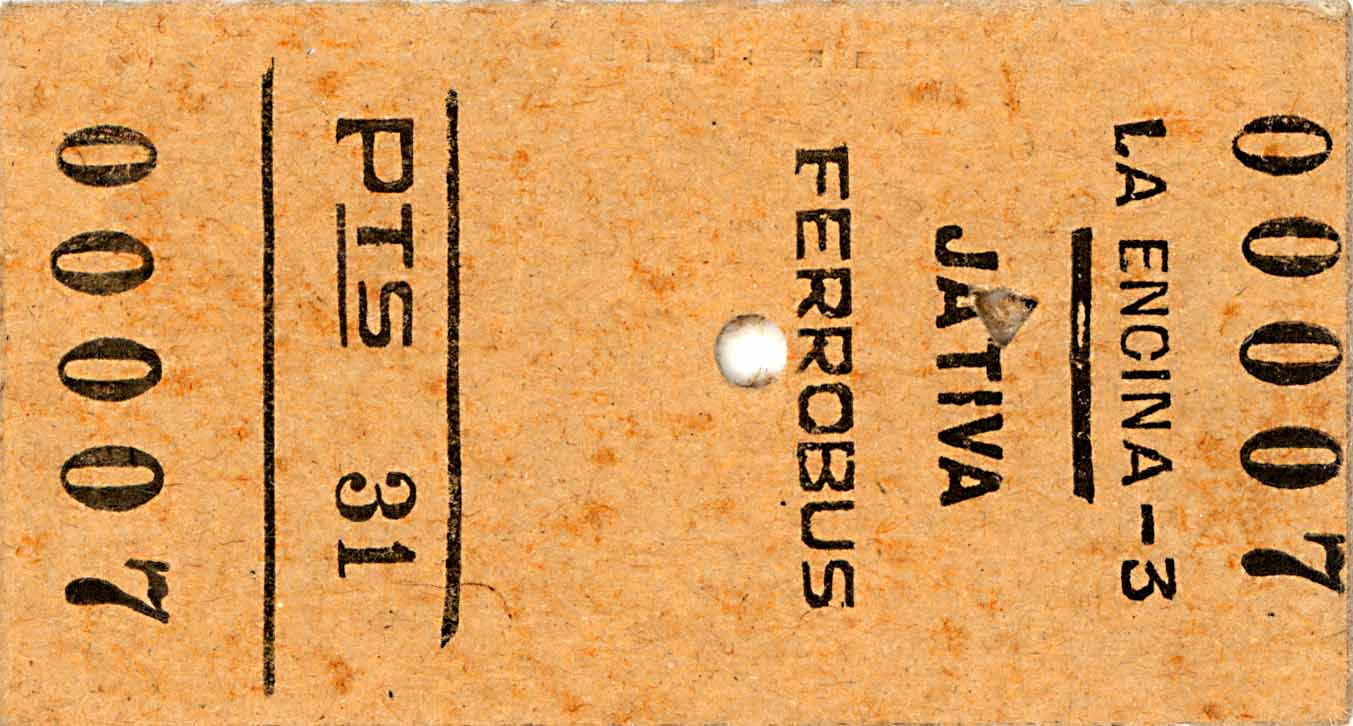 00007
LA ENCINA-3
JATIVA
FERROBUS
PTS 31
00007